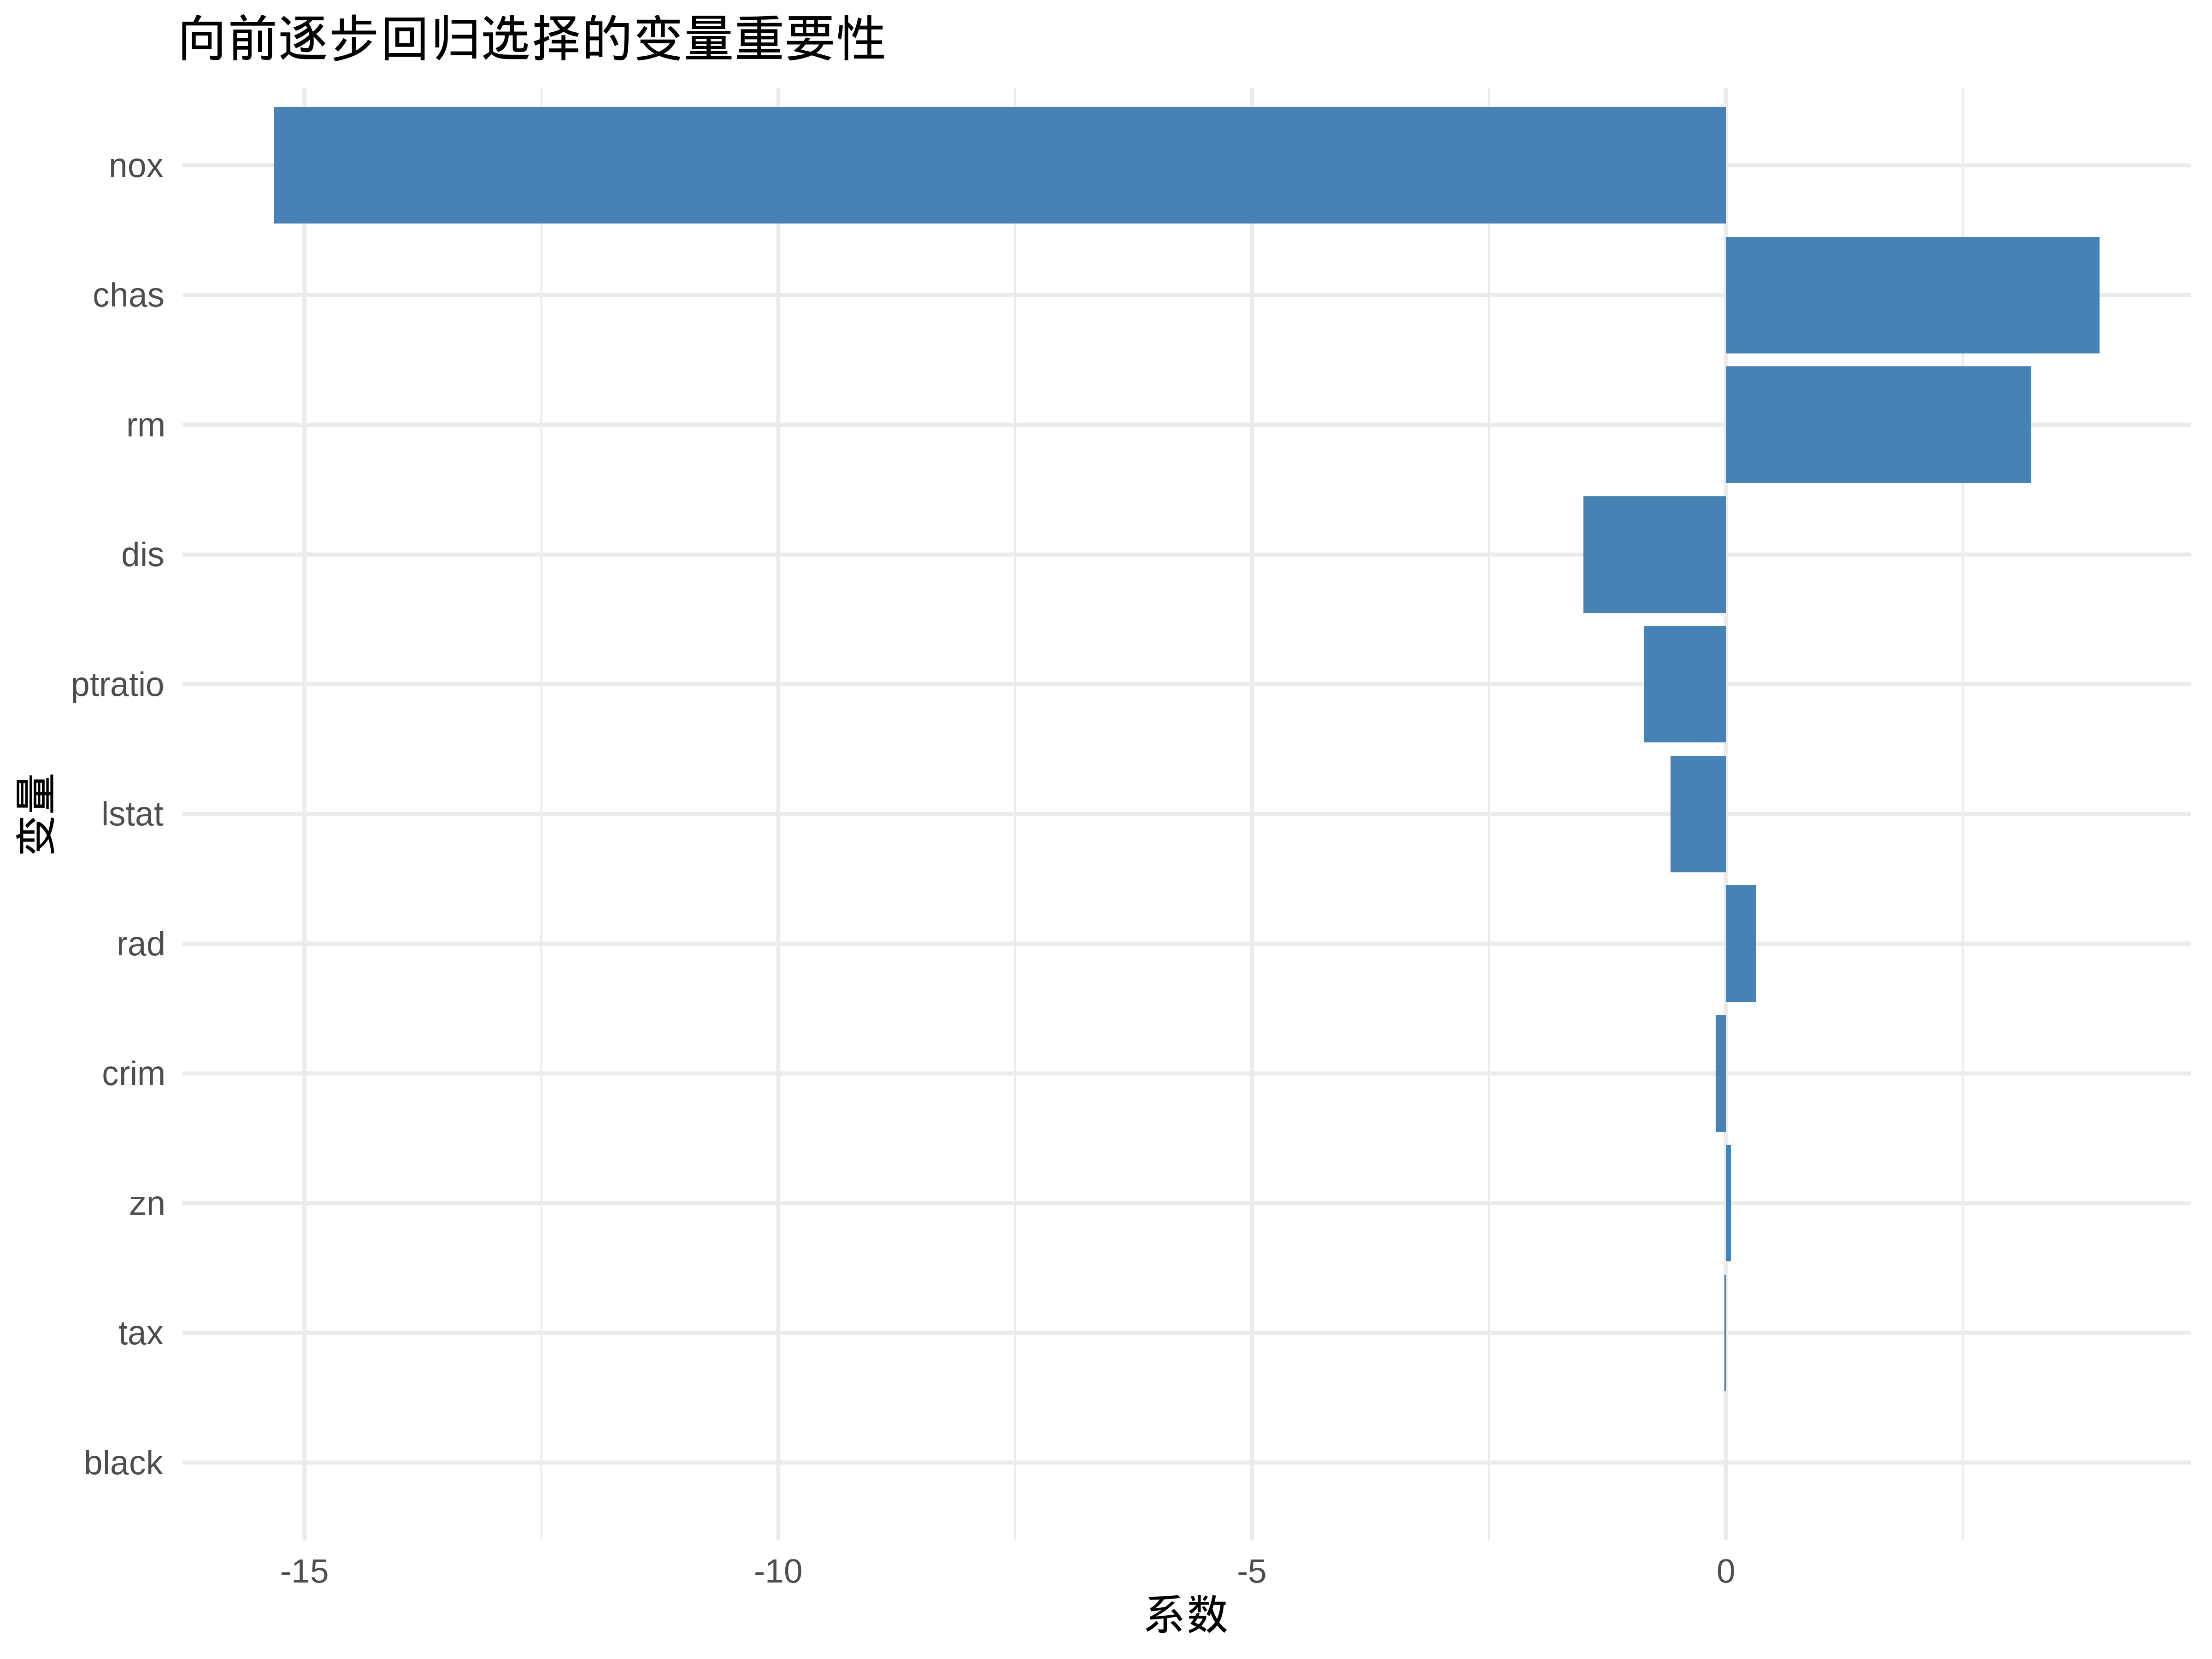 向前逐步回归选择的变量重要性
变量
nox
chas
rm
dis
ptratio
lstat
rad
crim
zn
tax
black
-15 -10 -5 0
系数